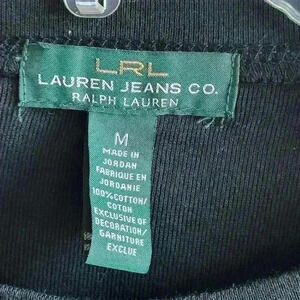 LRL
LAUREN JEANS CO.
RALPH LAUREN
M
MADE IN
JORDAN
FABRIQUE EN
JORDANIE
100% COTTON/
COTON
EXCLUSIVE OF
DECORATION/
GARNITURE
EXCLUE